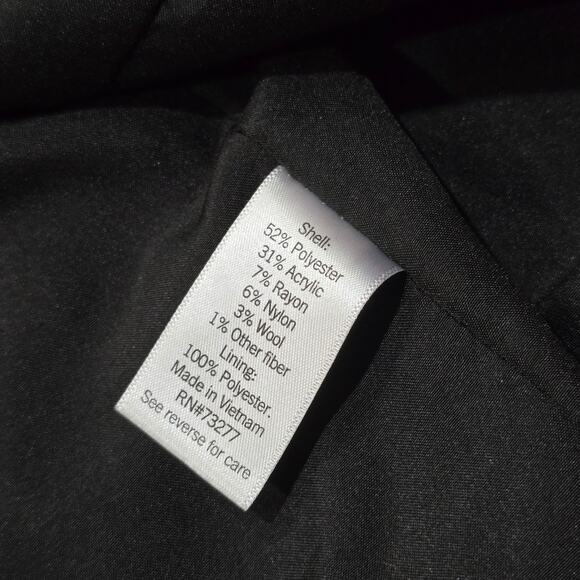 Shell:
52% Polyester
31% Acrylic
7% Rayon
6% Nylon
3% Wool
1% Other fiber
Lining:
100% Polyester.
Made in Vietnam
RN#73277
See reverse for care